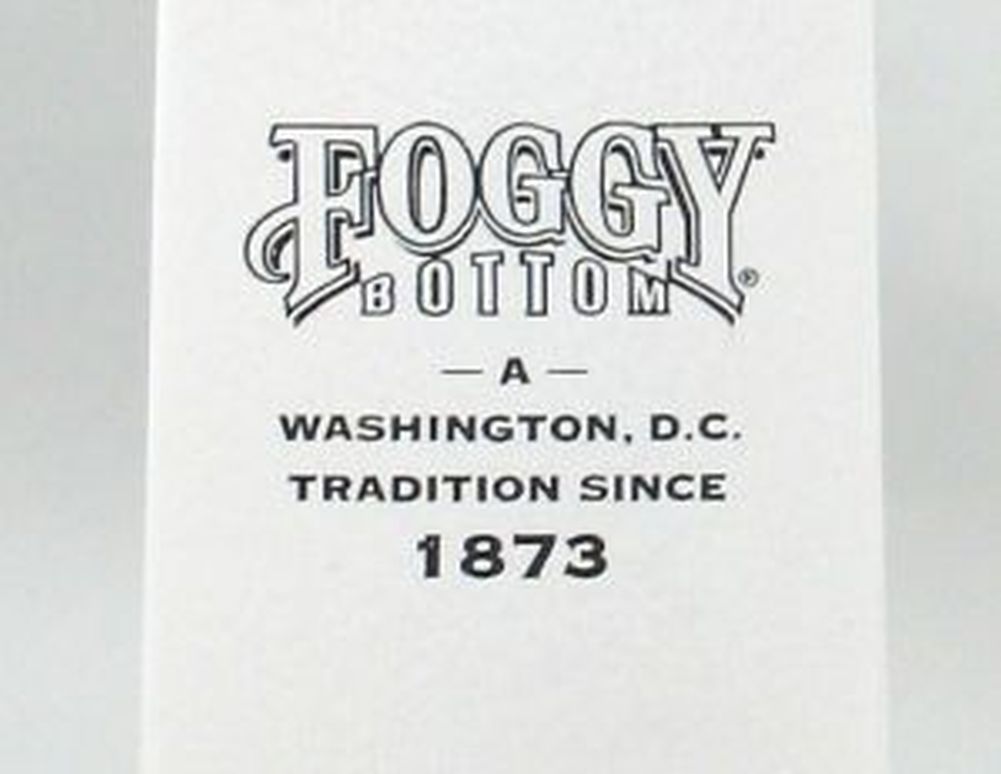 FOGGY
BOTTOM®
— A —
WASHINGTON, D.C.
TRADITION SINCE
1873